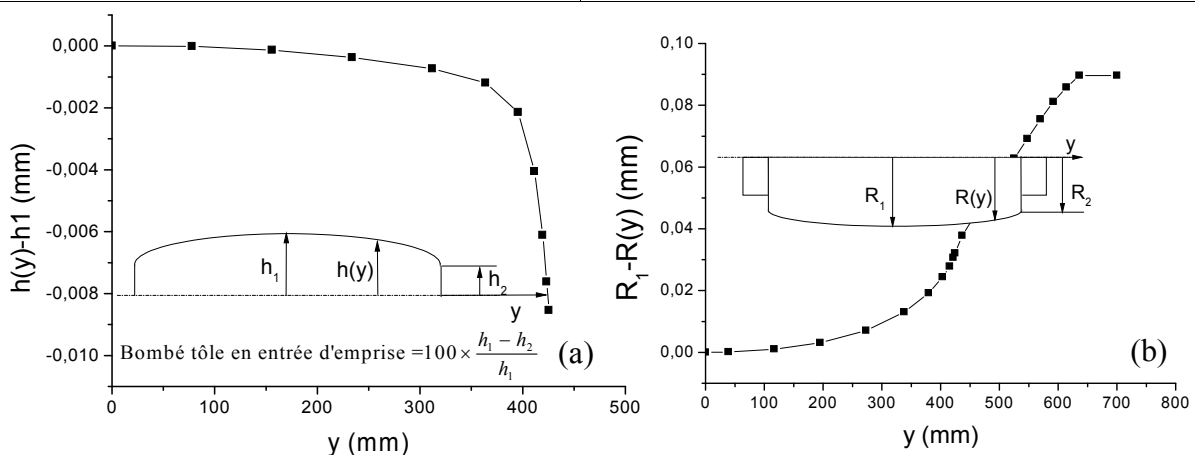 0,000
-0,002
-0,004
-0,006
-0,008
-0,010
h(y)-h1 (mm)
h₁
h(y)
h₂
y
Bombé tôle en entrée d'emprise =100 × (h₁ − h₂) / h₁
(a)
0 100 200 300 400 500
y (mm)
0,10
0,08
0,06
0,04
0,02
0,00
R₁-R(y) (mm)
y
R₁
R(y)
R₂
(b)
0 100 200 300 400 500 600 700 800
y (mm)